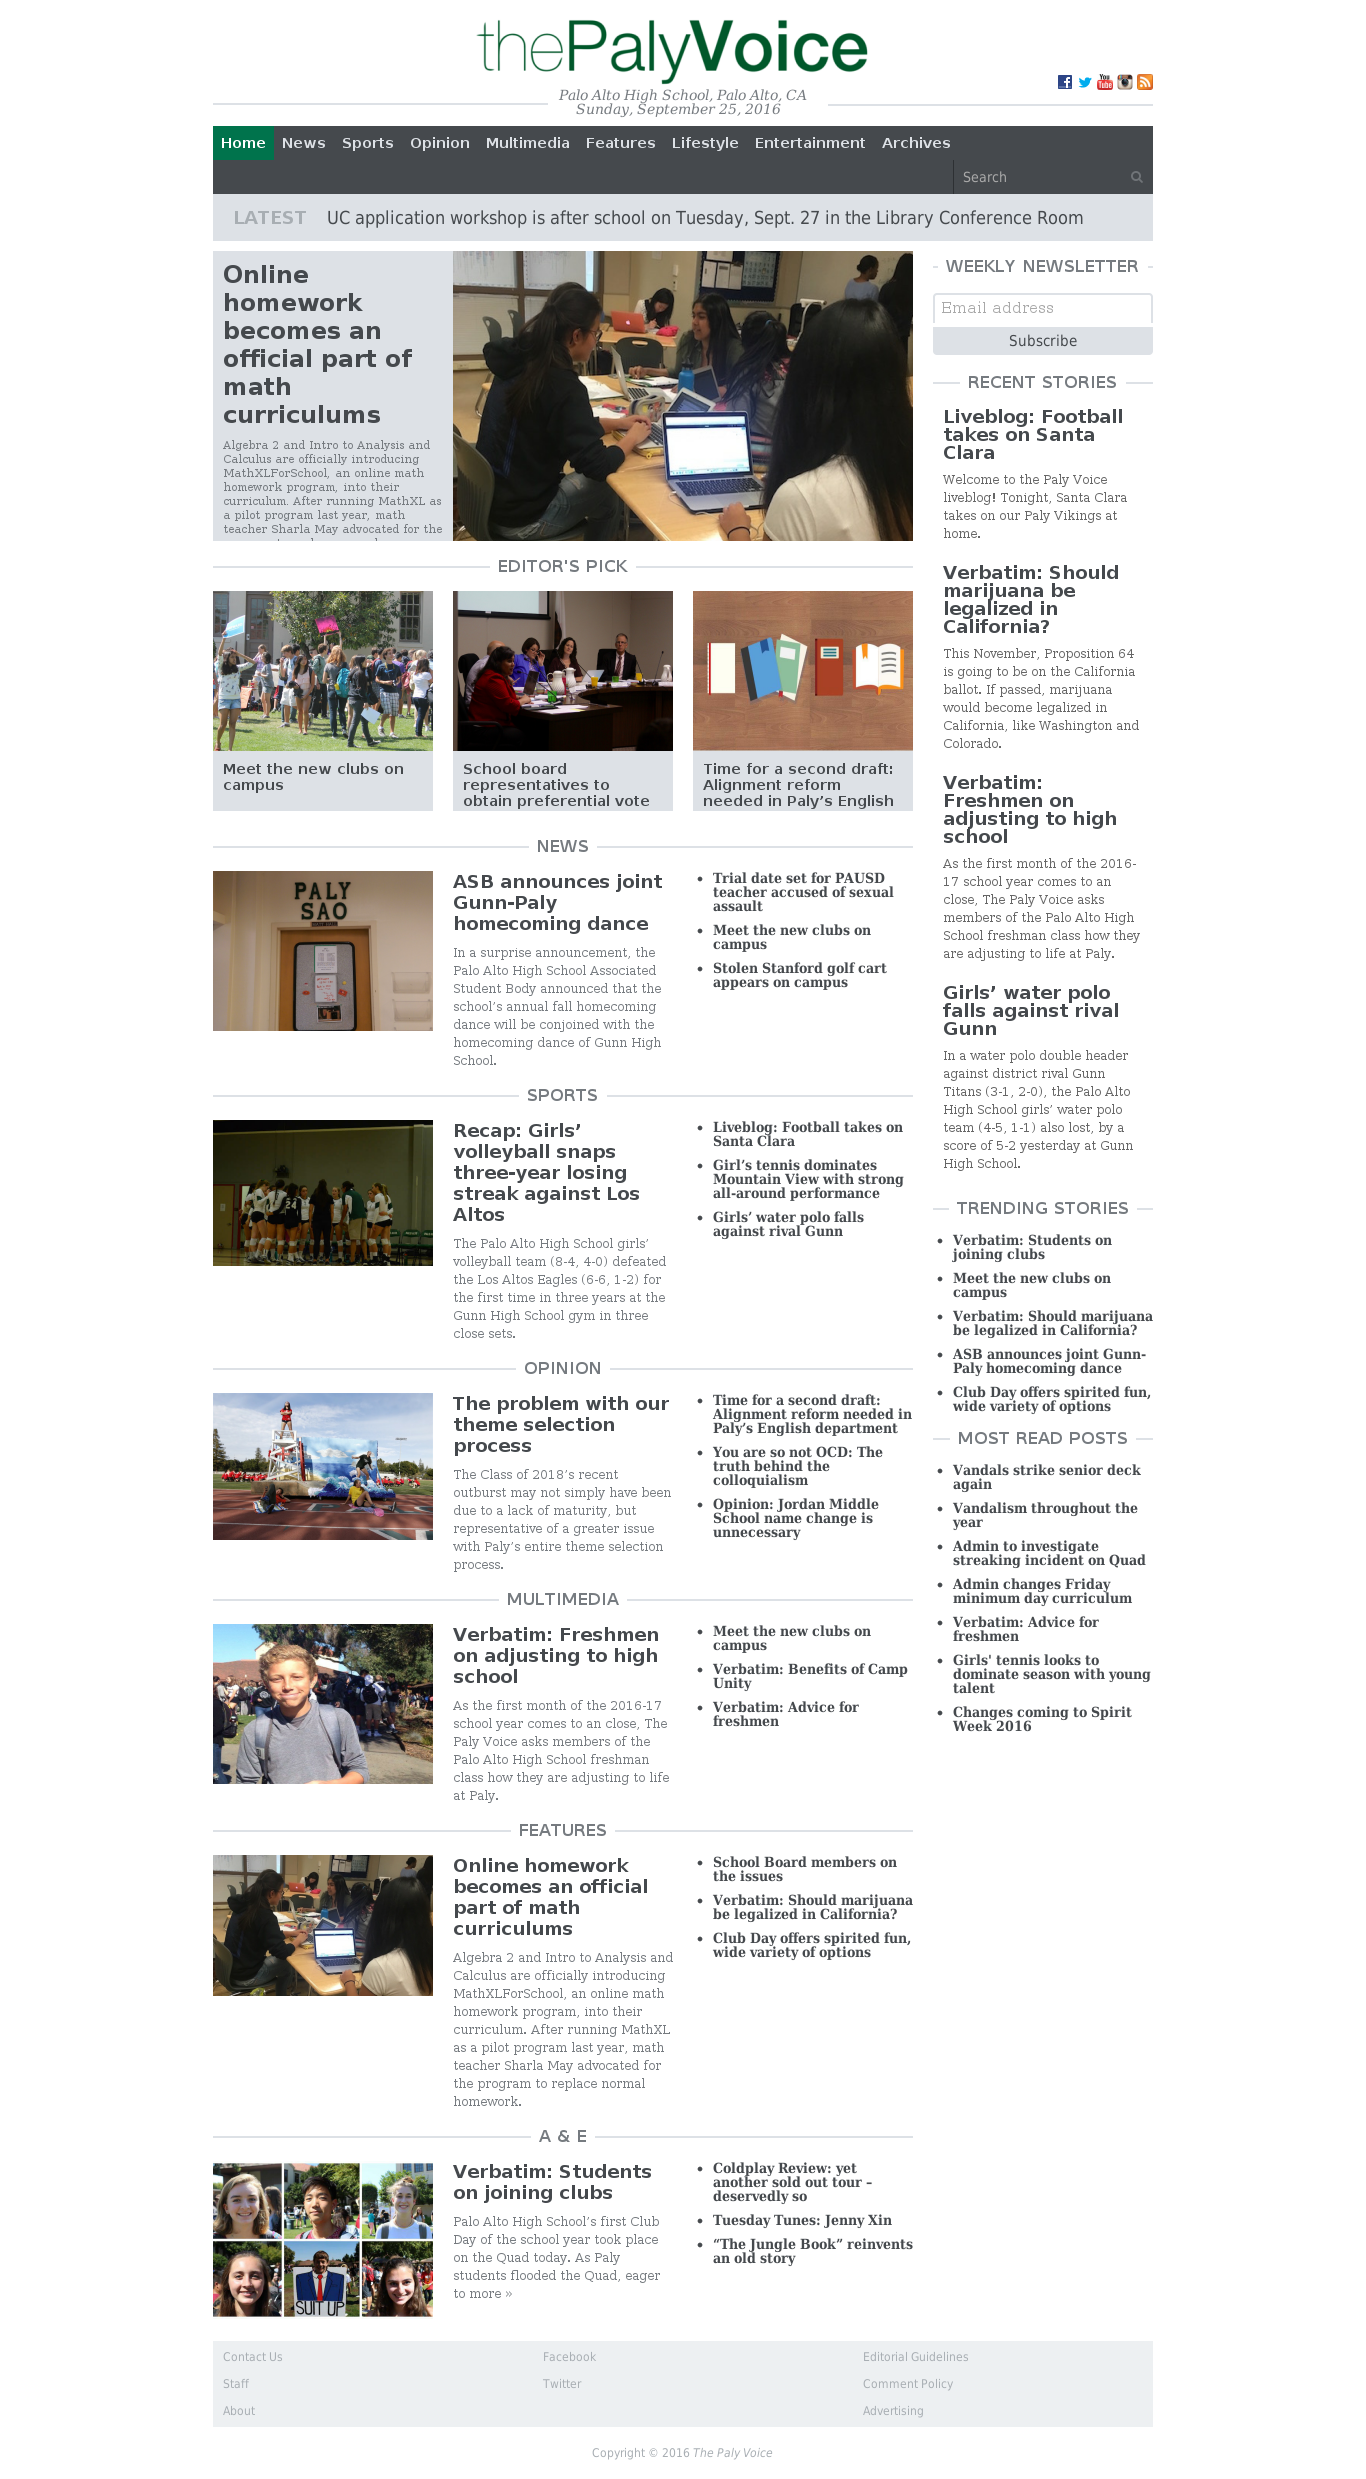 thePalyVoice
Palo Alto High School, Palo Alto, CA
Sunday, September 25, 2016
Home News Sports Opinion Multimedia Features Lifestyle Entertainment Archives
Search
LATEST UC application workshop is after school on Tuesday, Sept. 27 in the Library Conference Room
Online
homework
becomes an
official part of
math
curriculums
Algebra 2 and Intro to Analysis and
Calculus are officially introducing
MathXLForSchool, an online math
homework program, into their
curriculum. After running MathXL as
a pilot program last year, math
teacher Sharla May advocated for the
EDITOR'S PICK
Meet the new clubs on
campus
School board
representatives to
obtain preferential vote
Time for a second draft:
Alignment reform
needed in Paly’s English
NEWS
PALY
SAO
ASB announces joint
Gunn-Paly
homecoming dance
In a surprise announcement, the
Palo Alto High School Associated
Student Body announced that the
school’s annual fall homecoming
dance will be conjoined with the
homecoming dance of Gunn High
School.
• Trial date set for PAUSD
teacher accused of sexual
assault
• Meet the new clubs on
campus
• Stolen Stanford golf cart
appears on campus
SPORTS
24
Recap: Girls’
volleyball snaps
three-year losing
streak against Los
Altos
The Palo Alto High School girls’
volleyball team (8-4, 4-0) defeated
the Los Altos Eagles (6-6, 1-2) for
the first time in three years at the
Gunn High School gym in three
close sets.
• Liveblog: Football takes on
Santa Clara
• Girl’s tennis dominates
Mountain View with strong
all-around performance
• Girls’ water polo falls
against rival Gunn
OPINION
The problem with our
theme selection
process
The Class of 2018’s recent
outburst may not simply have been
due to a lack of maturity, but
representative of a greater issue
with Paly’s entire theme selection
process.
• Time for a second draft:
Alignment reform needed in
Paly’s English department
• You are so not OCD: The
truth behind the
colloquialism
• Opinion: Jordan Middle
School name change is
unnecessary
MULTIMEDIA
Verbatim: Freshmen
on adjusting to high
school
As the first month of the 2016-17
school year comes to an close, The
Paly Voice asks members of the
Palo Alto High School freshman
class how they are adjusting to life
at Paly.
• Meet the new clubs on
campus
• Verbatim: Benefits of Camp
Unity
• Verbatim: Advice for
freshmen
FEATURES
Online homework
becomes an official
part of math
curriculums
Algebra 2 and Intro to Analysis and
Calculus are officially introducing
MathXLForSchool, an online math
homework program, into their
curriculum. After running MathXL
as a pilot program last year, math
teacher Sharla May advocated for
the program to replace normal
homework.
• School Board members on
the issues
• Verbatim: Should marijuana
be legalized in California?
• Club Day offers spirited fun,
wide variety of options
A & E
SUIT UP
Verbatim: Students
on joining clubs
Palo Alto High School’s first Club
Day of the school year took place
on the Quad today. As Paly
students flooded the Quad, eager
to more »
• Coldplay Review: yet
another sold out tour –
deservedly so
• Tuesday Tunes: Jenny Xin
• “The Jungle Book” reinvents
an old story
WEEKLY NEWSLETTER
Email address
Subscribe
RECENT STORIES
Liveblog: Football
takes on Santa
Clara
Welcome to the Paly Voice
liveblog! Tonight, Santa Clara
takes on our Paly Vikings at
home.
Verbatim: Should
marijuana be
legalized in
California?
This November, Proposition 64
is going to be on the California
ballot. If passed, marijuana
would become legalized in
California, like Washington and
Colorado.
Verbatim:
Freshmen on
adjusting to high
school
As the first month of the 2016-
17 school year comes to an
close, The Paly Voice asks
members of the Palo Alto High
School freshman class how they
are adjusting to life at Paly.
Girls’ water polo
falls against rival
Gunn
In a water polo double header
against district rival Gunn
Titans (3-1, 2-0), the Palo Alto
High School girls’ water polo
team (4-5, 1-1) also lost, by a
score of 5-2 yesterday at Gunn
High School.
TRENDING STORIES
• Verbatim: Students on
joining clubs
• Meet the new clubs on
campus
• Verbatim: Should marijuana
be legalized in California?
• ASB announces joint Gunn-
Paly homecoming dance
• Club Day offers spirited fun,
wide variety of options
MOST READ POSTS
• Vandals strike senior deck
again
• Vandalism throughout the
year
• Admin to investigate
streaking incident on Quad
• Admin changes Friday
minimum day curriculum
• Verbatim: Advice for
freshmen
• Girls' tennis looks to
dominate season with young
talent
• Changes coming to Spirit
Week 2016
Contact Us
Staff
About
Facebook
Twitter
Editorial Guidelines
Comment Policy
Advertising
Copyright © 2016 The Paly Voice